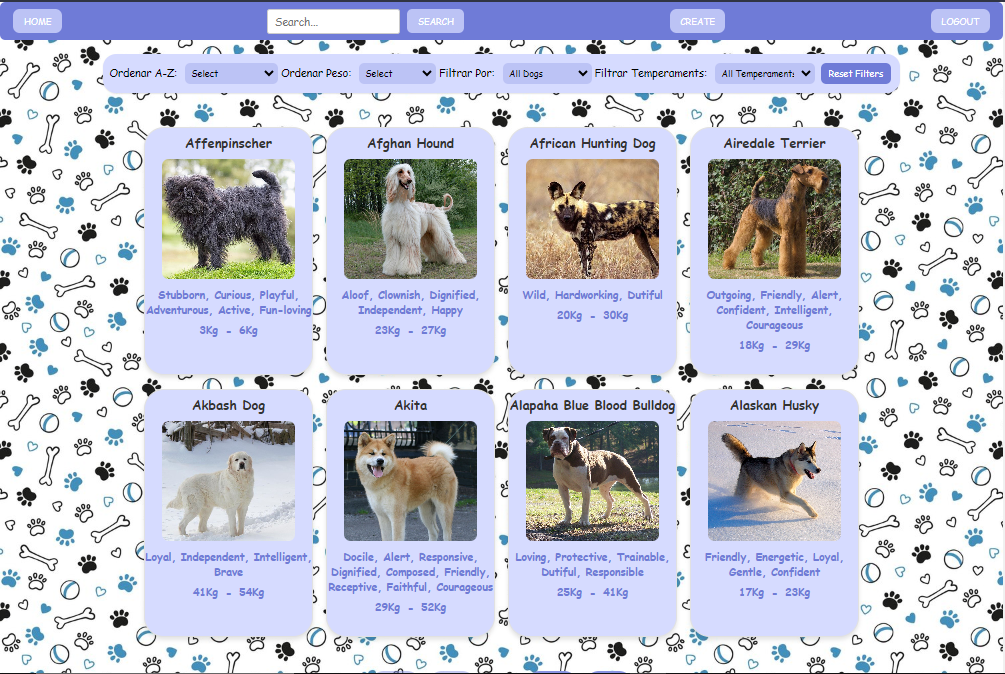 HOME Search... SEARCH CREATE LOGOUT
Ordenar A-Z: Select Ordenar Peso: Select Filtrar Por: All Dogs Filtrar Temperaments: All Temperaments Reset Filters
Affenpinscher
Stubborn, Curious, Playful,
Adventurous, Active, Fun-loving
3Kg - 6Kg
Afghan Hound
Aloof, Clownish, Dignified,
Independent, Happy
23Kg - 27Kg
African Hunting Dog
Wild, Hardworking, Dutiful
20Kg - 30Kg
Airedale Terrier
Outgoing, Friendly, Alert,
Confident, Intelligent,
Courageous
18Kg - 29Kg
Akbash Dog
Loyal, Independent, Intelligent,
Brave
41Kg - 54Kg
Akita
Docile, Alert, Responsive,
Dignified, Composed, Friendly,
Receptive, Faithful, Courageous
29Kg - 52Kg
Alapaha Blue Blood Bulldog
Loving, Protective, Trainable,
Dutiful, Responsible
25Kg - 41Kg
Alaskan Husky
Friendly, Energetic, Loyal,
Gentle, Confident
17Kg - 23Kg